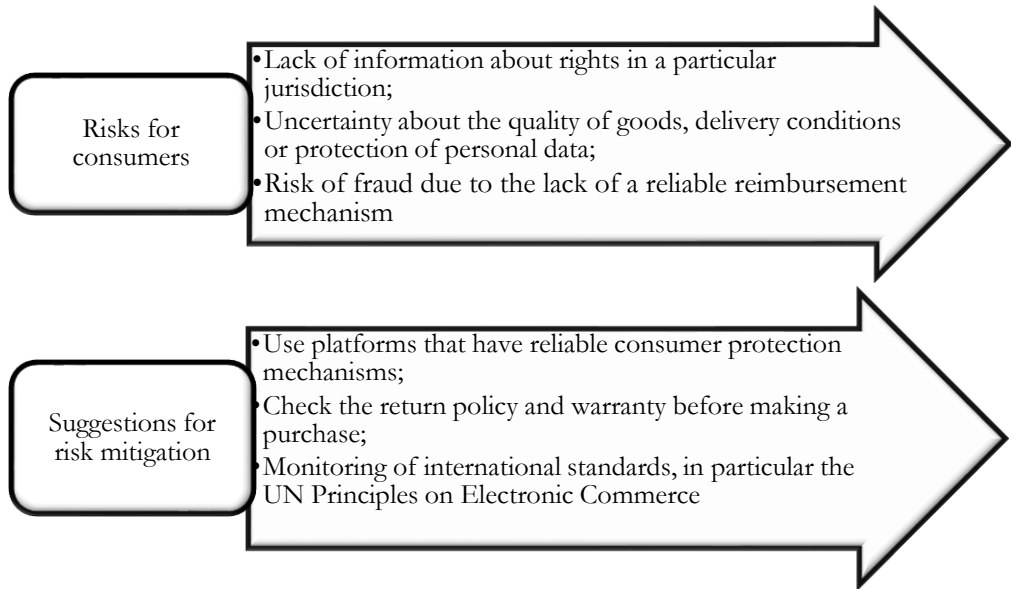 Risks for
consumers
•Lack of information about rights in a particular
jurisdiction;
•Uncertainty about the quality of goods, delivery conditions
or protection of personal data;
•Risk of fraud due to the lack of a reliable reimbursement
mechanism
Suggestions for
risk mitigation
•Use platforms that have reliable consumer protection
mechanisms;
•Check the return policy and warranty before making a
purchase;
•Monitoring of international standards, in particular the
UN Principles on Electronic Commerce